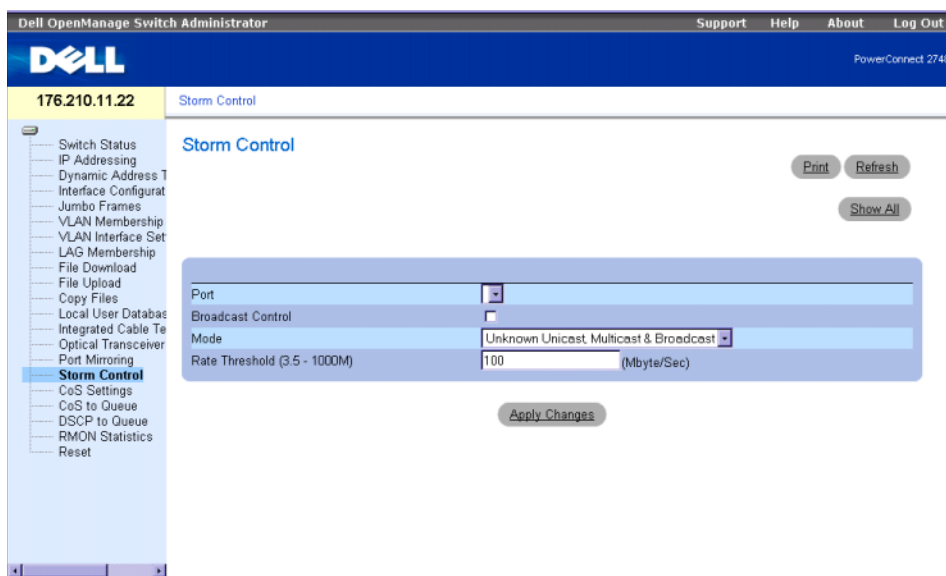 Dell OpenManage Switch Administrator Support Help About Log Out
DELL
PowerConnect 2748
176.210.11.22 Storm Control
Switch Status
IP Addressing
Dynamic Address T
Interface Configurat
Jumbo Frames
VLAN Membership
VLAN Interface Set
LAG Membership
File Download
File Upload
Copy Files
Local User Databas
Integrated Cable Te
Optical Transceiver
Port Mirroring
Storm Control
CoS Settings
CoS to Queue
DSCP to Queue
RMON Statistics
Reset
Storm Control
Print Refresh
Show All
Port
Broadcast Control
Mode Unknown Unicast, Multicast & Broadcast
Rate Threshold (3.5 - 1000M) 100 (Mbyte/Sec)
Apply Changes